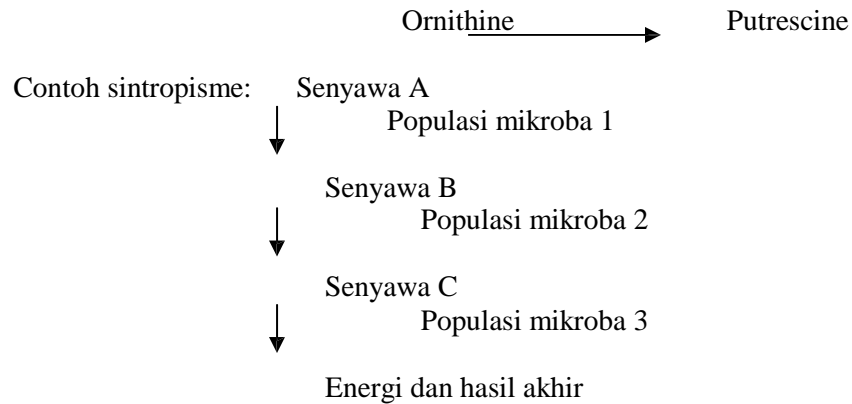 Ornithine Putrescine
Contoh sintropisme: Senyawa A
Populasi mikroba 1
Senyawa B
Populasi mikroba 2
Senyawa C
Populasi mikroba 3
Energi dan hasil akhir